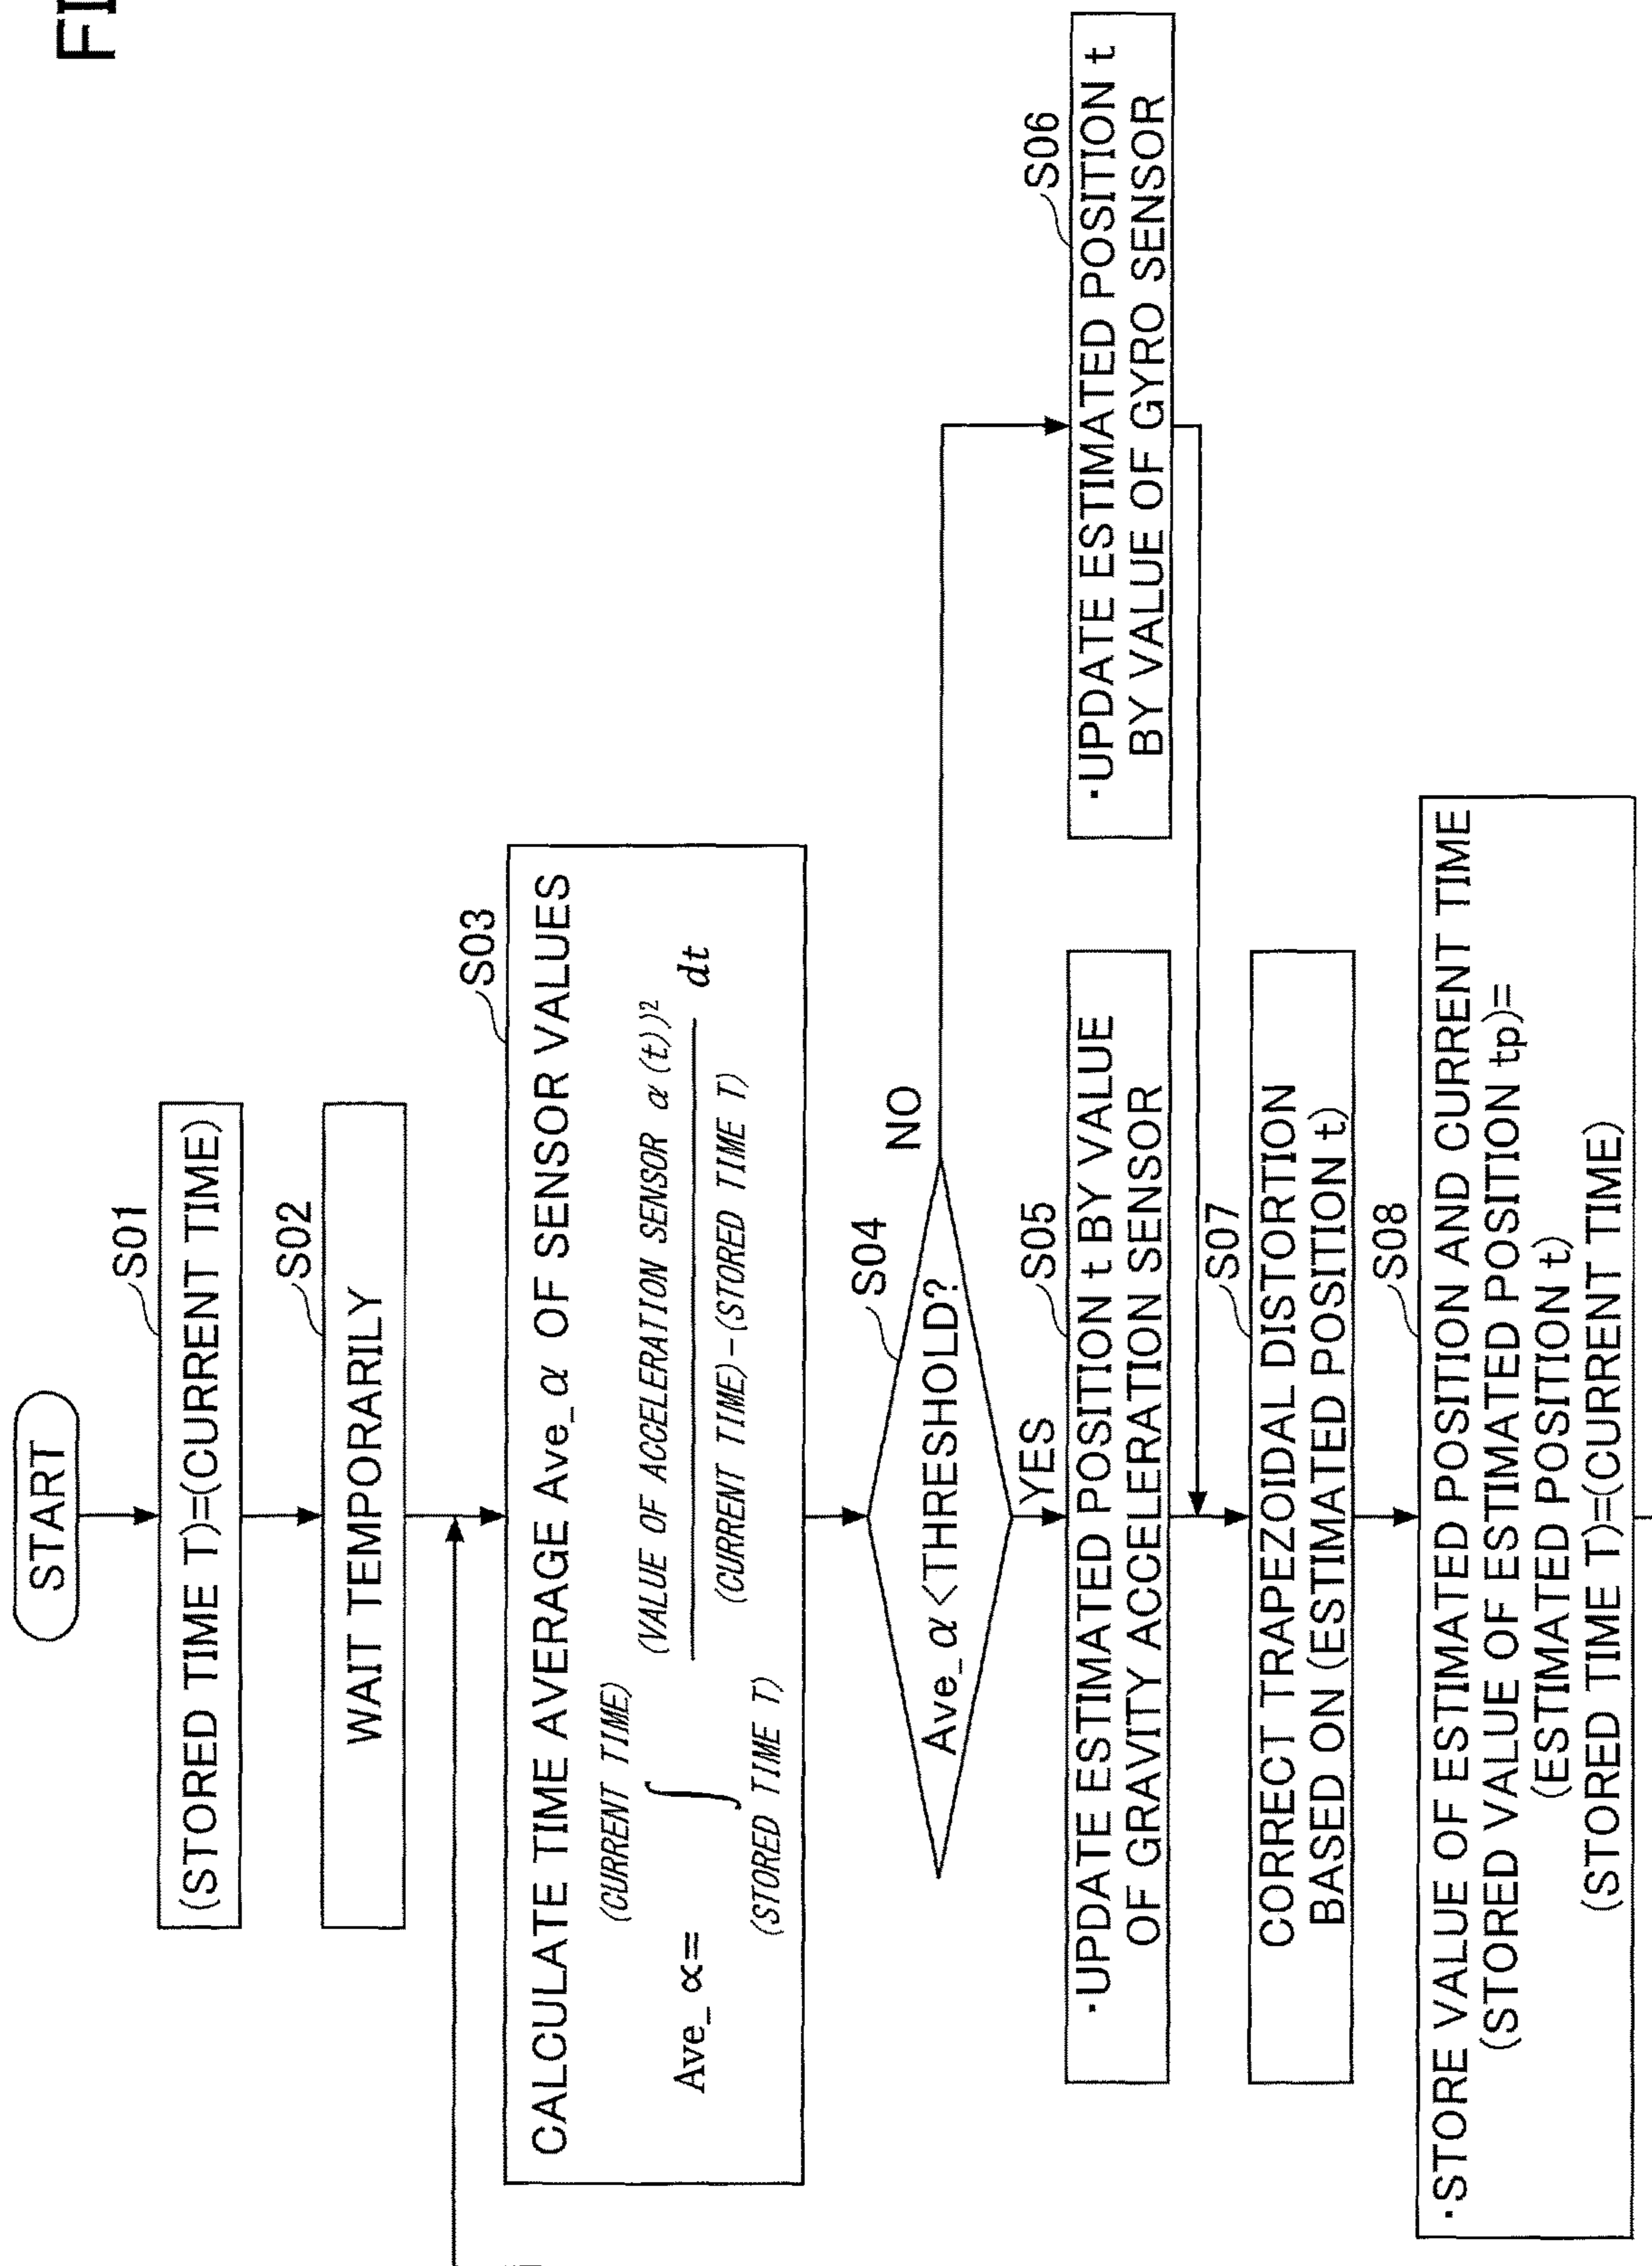 FI
START
S01
(STORED TIME T)=(CURRENT TIME)
S02
WAIT TEMPORARILY
S03
CALCULATE TIME AVERAGE Ave_α OF SENSOR VALUES
(CURRENT TIME)
(VALUE OF ACCELERATION SENSOR α (t))²
Ave_∝= ∫ dt
(CURRENT TIME)-(STORED TIME T)
(STORED TIME T)
S04
Ave_α<THRESHOLD?
NO
YES
S05
·UPDATE ESTIMATED POSITION t BY VALUE
OF GRAVITY ACCELERATION SENSOR
S06
·UPDATE ESTIMATED POSITION t
BY VALUE OF GYRO SENSOR
S07
CORRECT TRAPEZOIDAL DISTORTION
BASED ON (ESTIMATED POSITION t)
S08
·STORE VALUE OF ESTIMATED POSITION AND CURRENT TIME
(STORED VALUE OF ESTIMATED POSITION tp)=
(ESTIMATED POSITION t)
(STORED TIME T)=(CURRENT TIME)